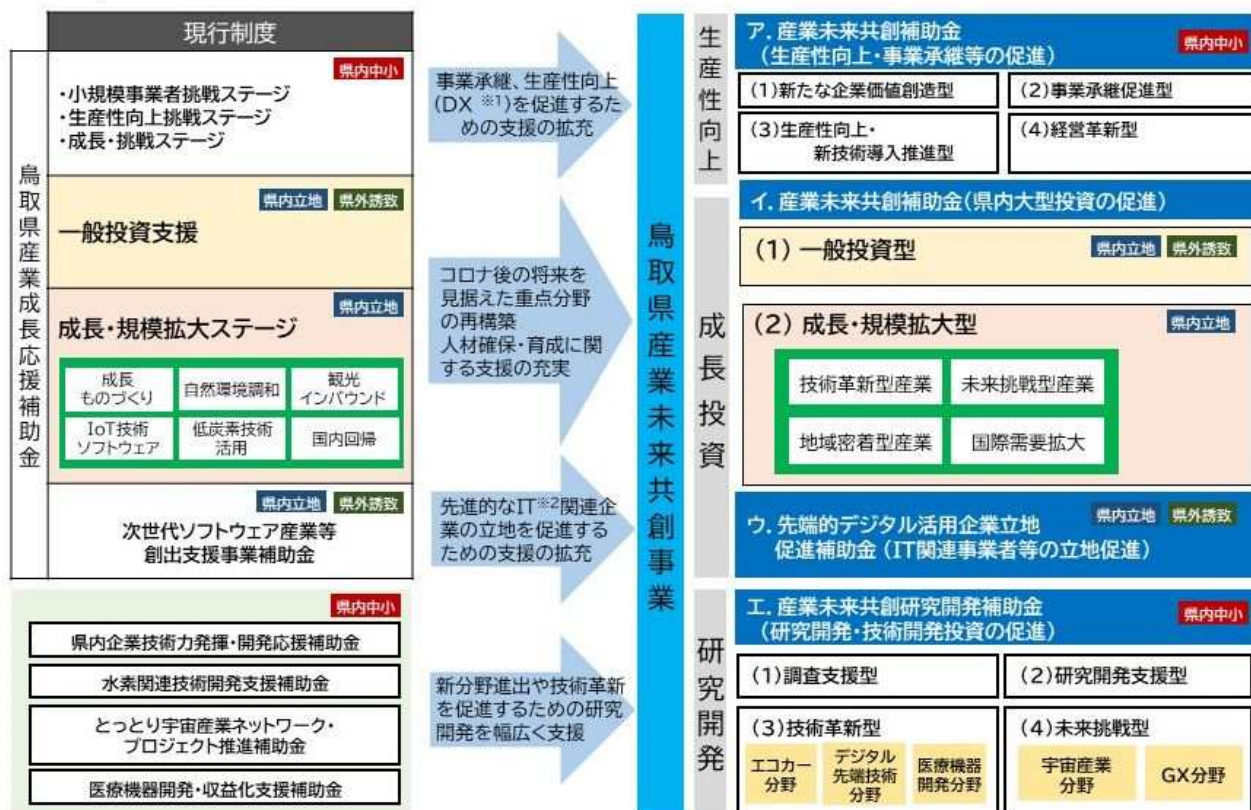 現行制度
鳥取県産業成長応援補助金
県内中小
・小規模事業者挑戦ステージ
・生産性向上挑戦ステージ
・成長・挑戦ステージ
県内立地
県外誘致
一般投資支援
県内立地
成長・規模拡大ステージ
成長
ものづくり
自然環境調和
観光
インバウンド
IoT技術
ソフトウェア
低炭素技術
活用
国内回帰
県内立地
県外誘致
次世代ソフトウェア産業等
創出支援事業補助金
県内中小
県内企業技術力発揮・開発応援補助金
水素関連技術開発支援補助金
とっとり宇宙産業ネットワーク・
プロジェクト推進補助金
医療機器開発・収益化支援補助金
事業承継、生産性向上
(DX ※1)を促進するた
めの支援の拡充
コロナ後の将来を
見据えた重点分野
の再構築
人材確保・育成に関
する支援の充実
先進的なIT※2関連企
業の立地を促進する
ための支援の拡充
新分野進出や技術革新
を促進するための研究
開発を幅広く支援
鳥取県産業未来共創事業
生産性向上
ア. 産業未来共創補助金
(生産性向上・事業承継等の促進)
県内中小
(1)新たな企業価値創造型
(2)事業承継促進型
(3)生産性向上・
新技術導入推進型
(4)経営革新型
成長投資
イ. 産業未来共創補助金(県内大型投資の促進)
(1) 一般投資型
県内立地
県外誘致
(2) 成長・規模拡大型
県内立地
技術革新型産業
未来挑戦型産業
地域密着型産業
国際需要拡大
ウ. 先端的デジタル活用企業立地
促進補助金 (IT関連事業者等の立地促進)
県内立地
県外誘致
研究開発
エ. 産業未来共創研究開発補助金
(研究開発・技術開発投資の促進)
県内中小
(1)調査支援型
(2)研究開発支援型
(3)技術革新型
エコカー
分野
デジタル
先端技術
分野
医療機器
開発分野
(4)未来挑戦型
宇宙産業
分野
GX分野